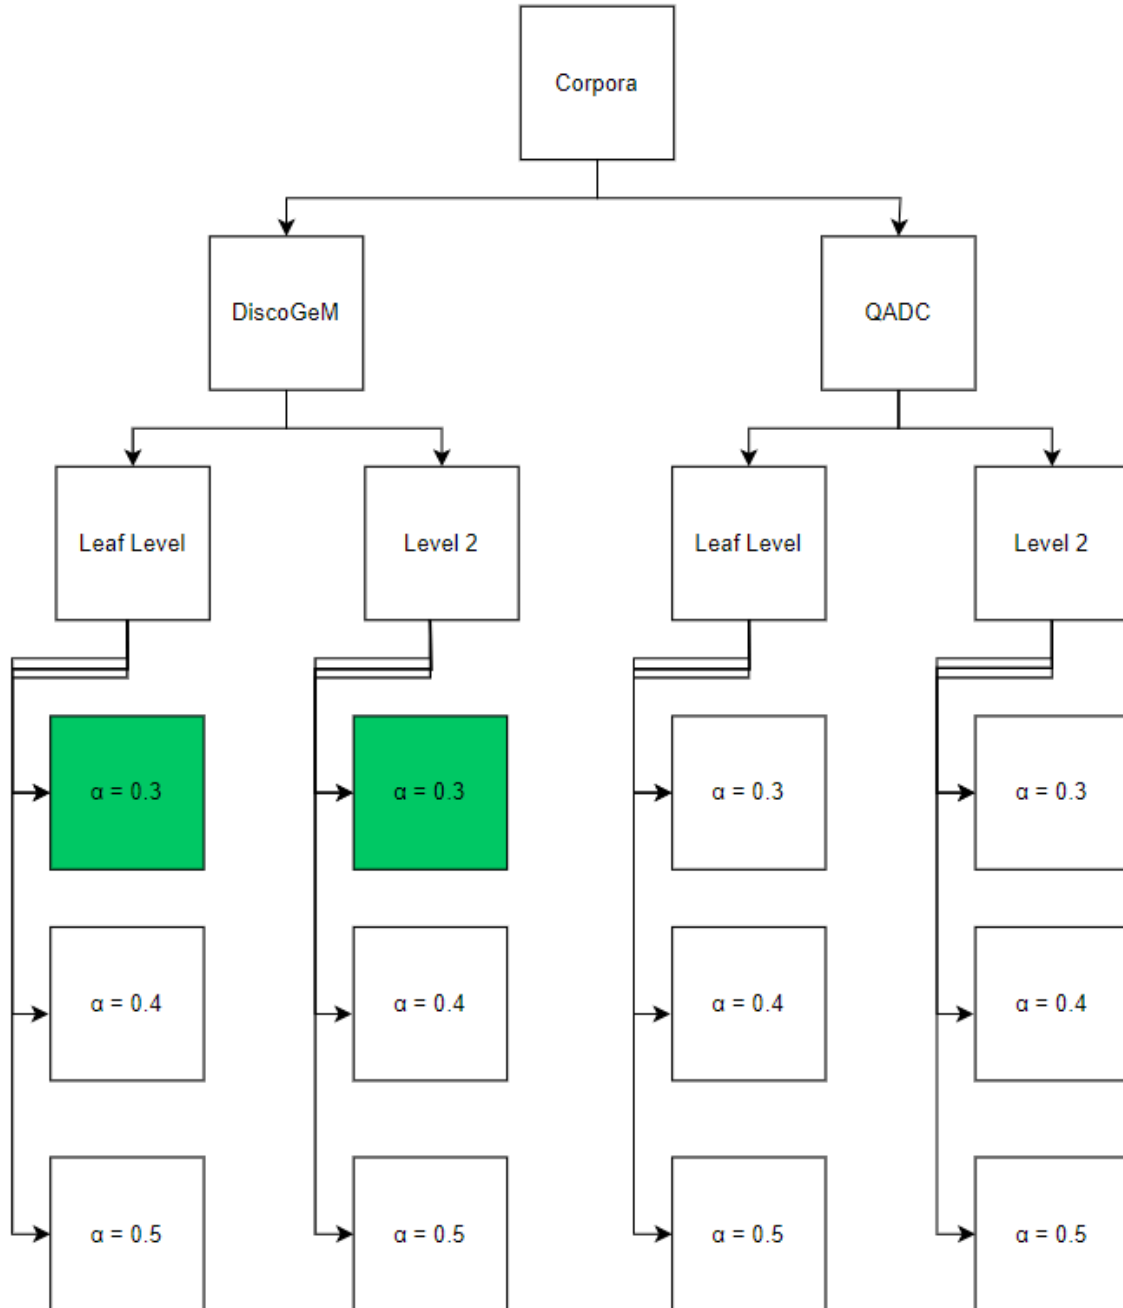 Corpora
DiscoGeM
QADC
Leaf Level
Level 2
Leaf Level
Level 2
α = 0.3
α = 0.3
α = 0.3
α = 0.3
α = 0.4
α = 0.4
α = 0.4
α = 0.4
α = 0.5
α = 0.5
α = 0.5
α = 0.5